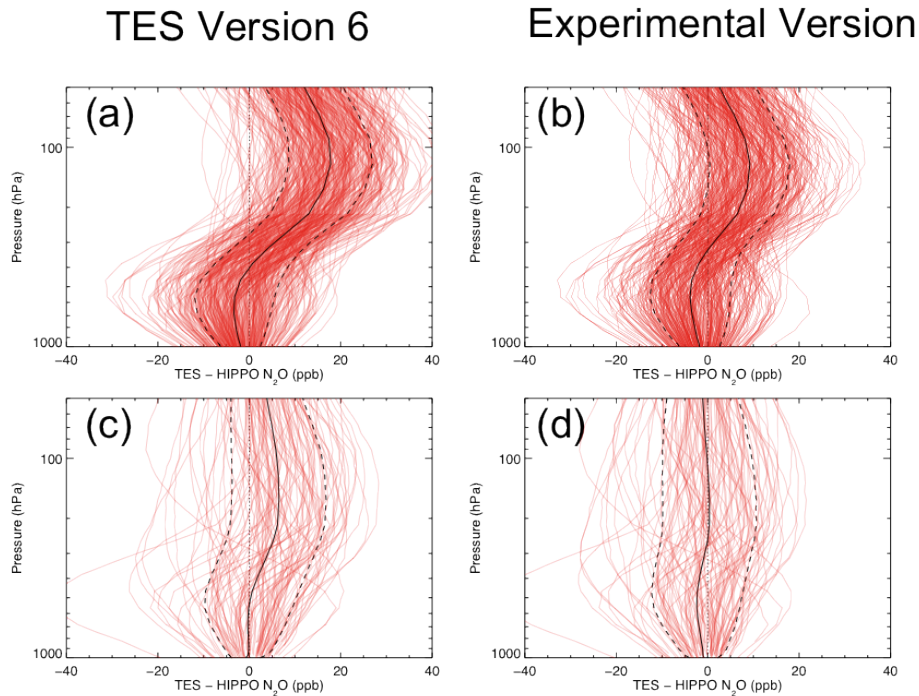 TES Version 6
Experimental Version
(a)
100
1000
Pressure (hPa)
−40 −20 0 20 40
TES − HIPPO N₂O (ppb)
(b)
100
1000
Pressure (hPa)
−40 −20 0 20 40
TES − HIPPO N₂O (ppb)
(c)
100
1000
Pressure (hPa)
−40 −20 0 20 40
TES − HIPPO N₂O (ppb)
(d)
100
1000
Pressure (hPa)
−40 −20 0 20 40
TES − HIPPO N₂O (ppb)